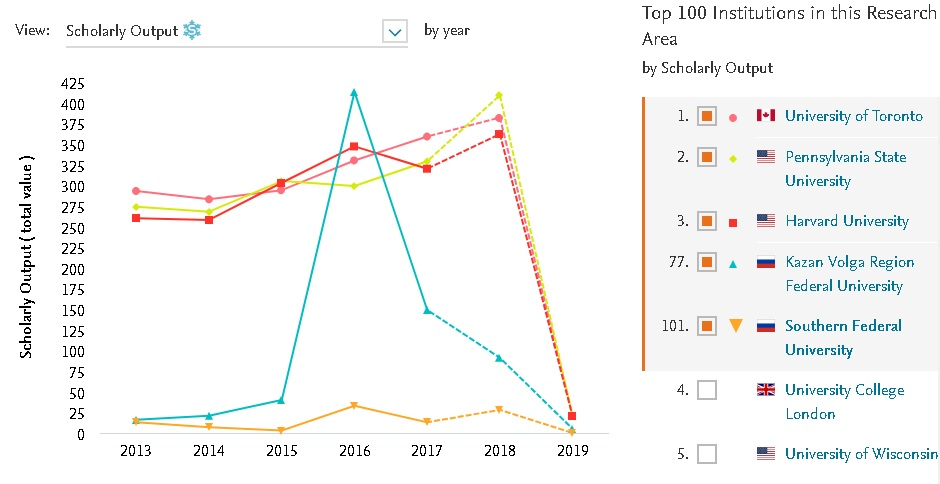 View: Scholarly Output by year
Scholarly Output ( total value )
425
400
375
350
325
300
275
250
225
200
175
150
125
100
75
50
25
0
2013 2014 2015 2016 2017 2018 2019
Top 100 Institutions in this Research
Area
by Scholarly Output
1. University of Toronto
2. Pennsylvania State
University
3. Harvard University
77. Kazan Volga Region
Federal University
101. Southern Federal
University
4. University College
London
5. University of Wisconsin